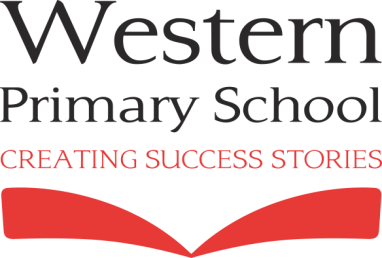 Western
Primary School
CREATING SUCCESS STORIES